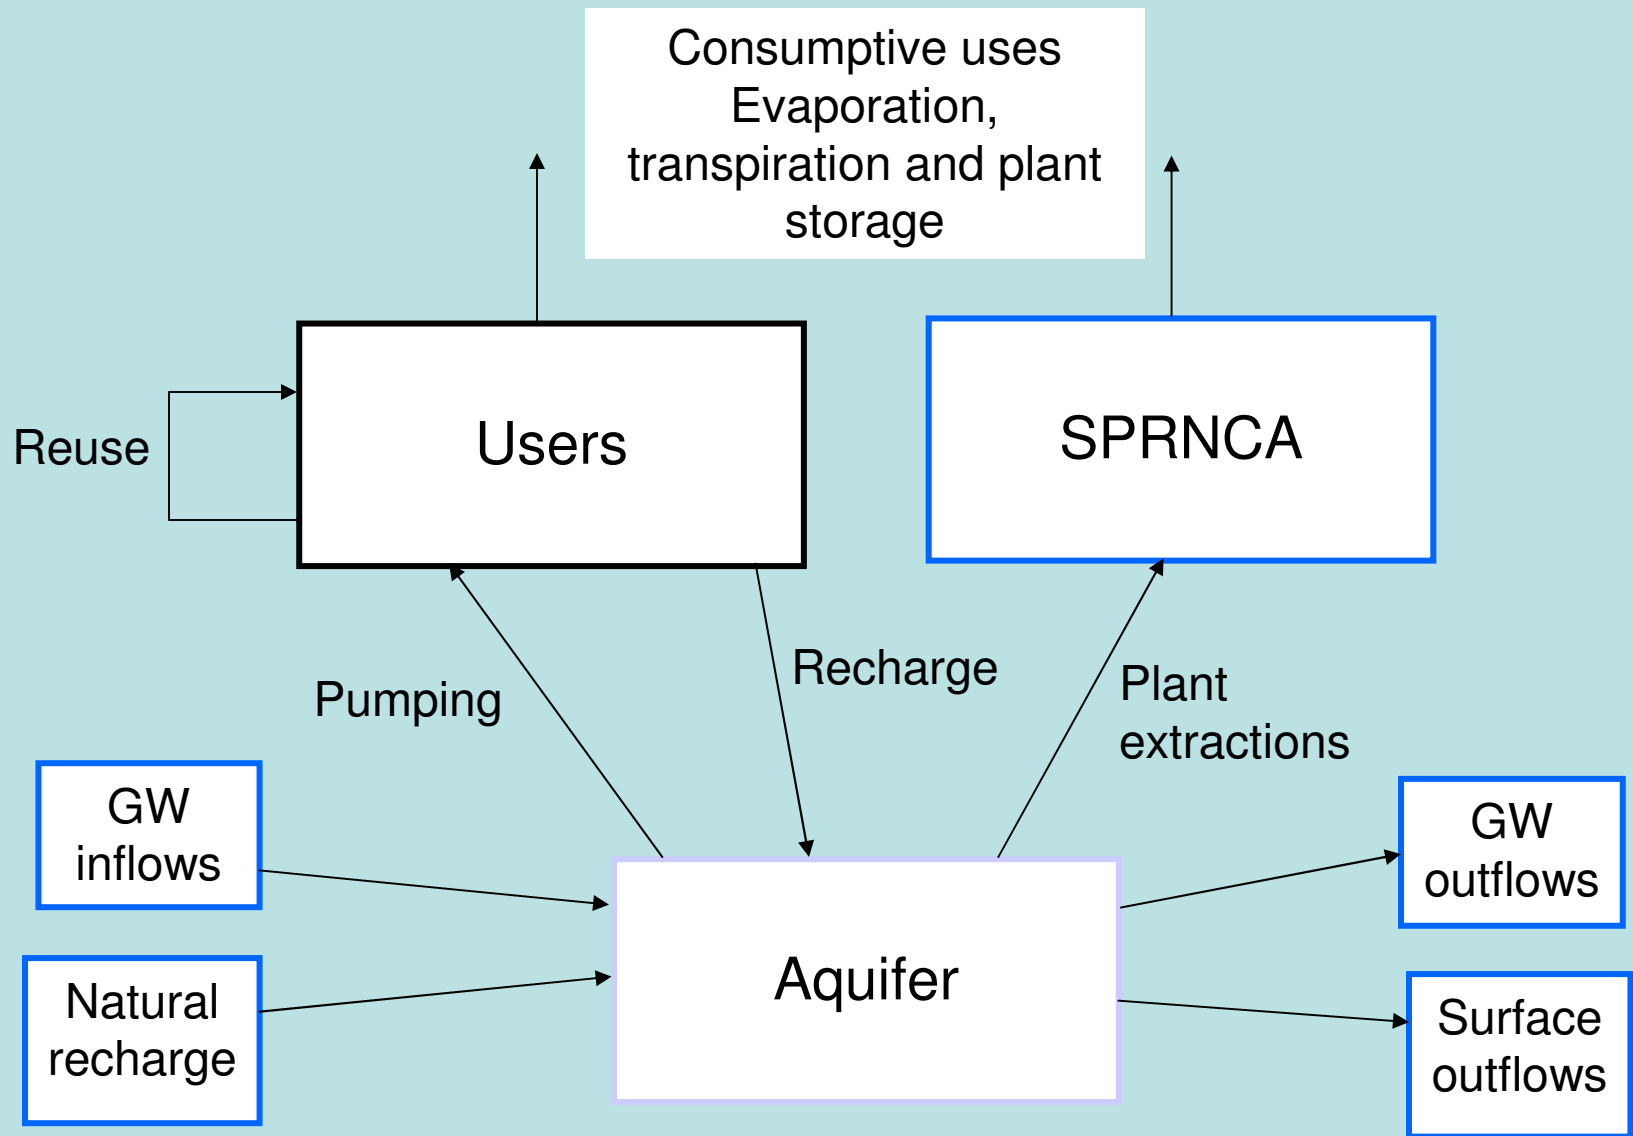 Consumptive uses
Evaporation,
transpiration and plant
storage
Reuse
Users
SPRNCA
Pumping
Recharge
Plant
extractions
GW
inflows
Natural
recharge
Aquifer
GW
outflows
Surface
outflows